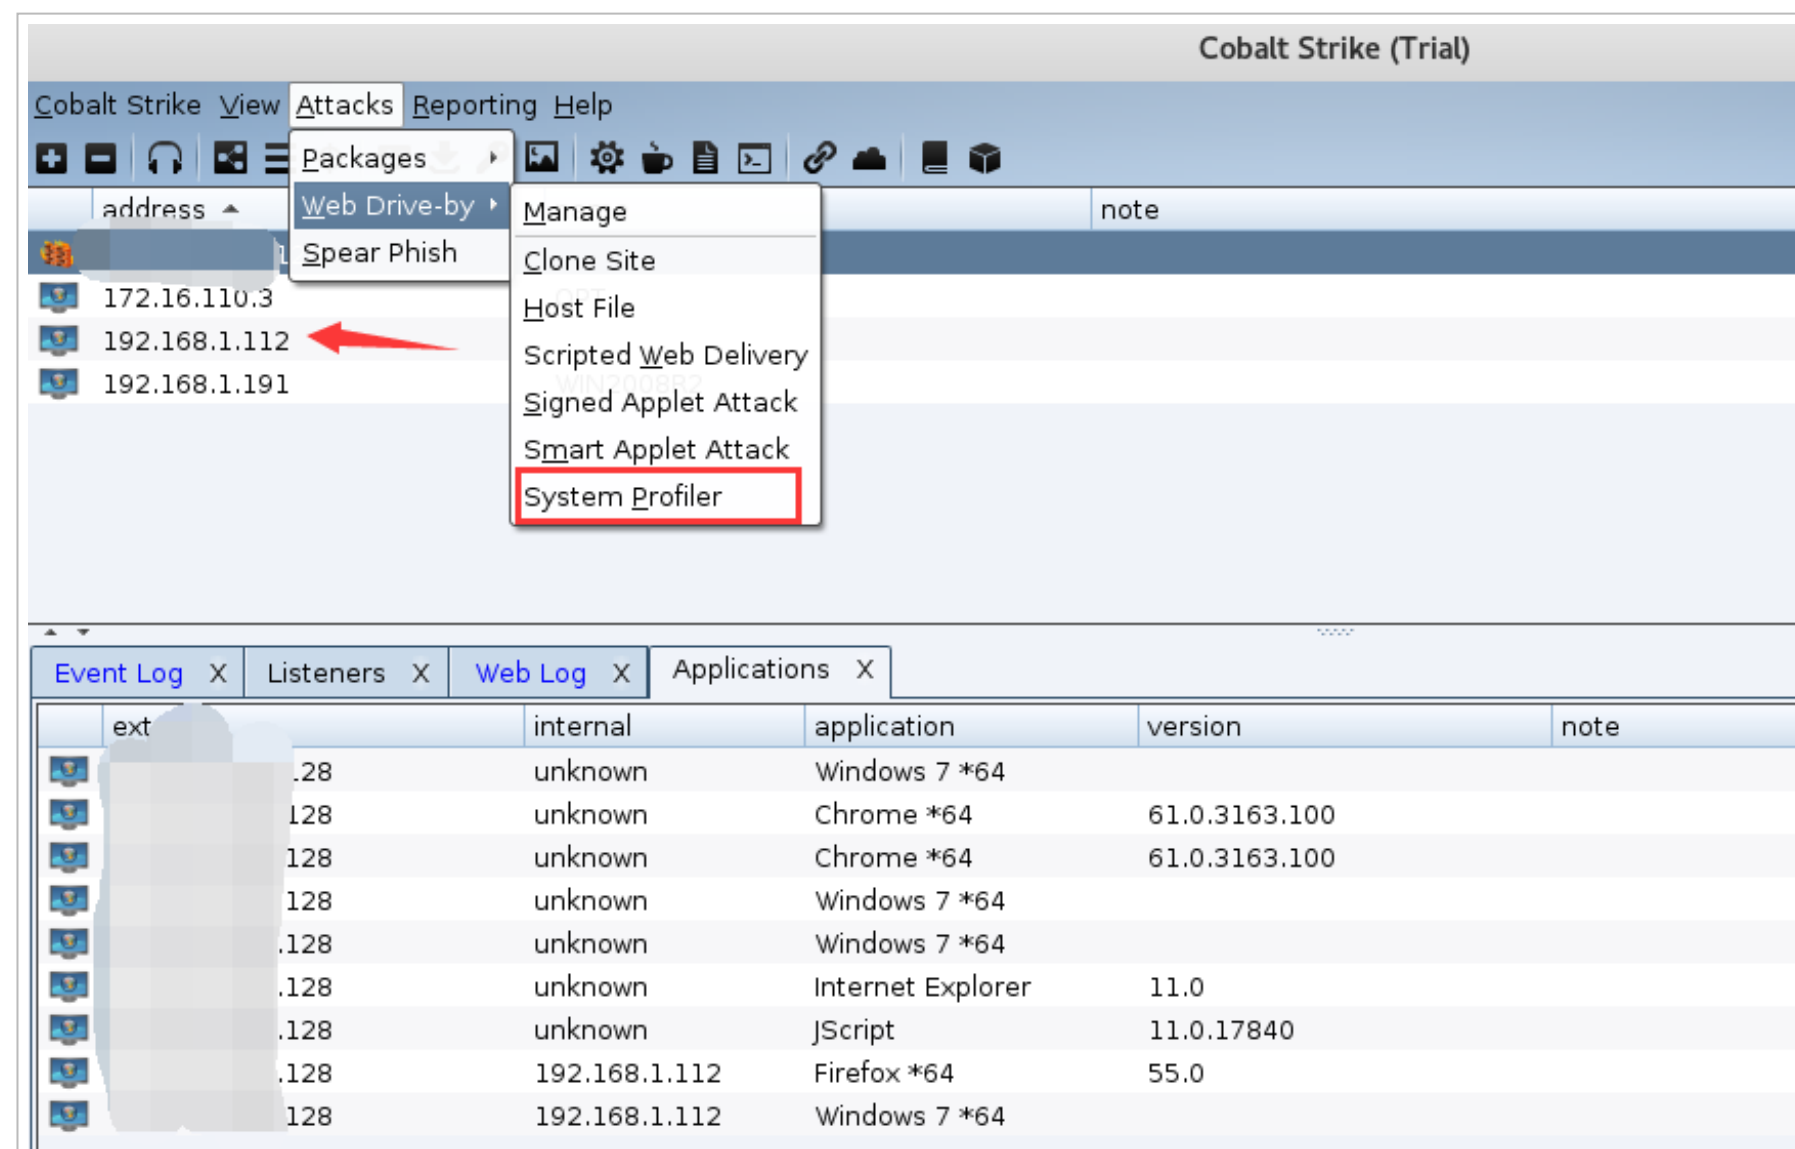 Cobalt Strike (Trial)
Cobalt Strike View Attacks Reporting Help
Packages
address Web Drive-by Manage note
Spear Phish Clone Site
172.16.110.3 Host File
192.168.1.112 Scripted Web Delivery
192.168.1.191 WIN2008R2
Signed Applet Attack
Smart Applet Attack
System Profiler
Event Log X Listeners X Web Log X Applications X
ext internal application version note
.128 unknown Windows 7 *64
128 unknown Chrome *64 61.0.3163.100
128 unknown Chrome *64 61.0.3163.100
128 unknown Windows 7 *64
.128 unknown Windows 7 *64
.128 unknown Internet Explorer 11.0
.128 unknown JScript 11.0.17840
.128 192.168.1.112 Firefox *64 55.0
128 192.168.1.112 Windows 7 *64